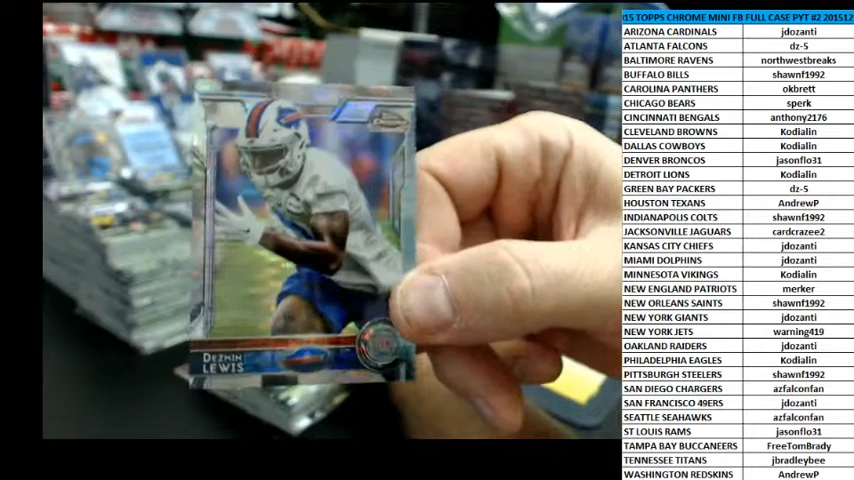 DEZMIN
LEWIS
15 TOPPS CHROME MINI FB FULL CASE PYT #2 201512
ARIZONA CARDINALS jdozanti
ATLANTA FALCONS dz-5
BALTIMORE RAVENS northwestbreaks
BUFFALO BILLS shawnf1992
CAROLINA PANTHERS okbrett
CHICAGO BEARS sperk
CINCINNATI BENGALS anthony2176
CLEVELAND BROWNS Kodialin
DALLAS COWBOYS Kodialin
DENVER BRONCOS jasonflo31
DETROIT LIONS Kodialin
GREEN BAY PACKERS dz-5
HOUSTON TEXANS AndrewP
INDIANAPOLIS COLTS shawnf1992
JACKSONVILLE JAGUARS cardcrazee2
KANSAS CITY CHIEFS jdozanti
MIAMI DOLPHINS jdozanti
MINNESOTA VIKINGS Kodialin
NEW ENGLAND PATRIOTS merker
NEW ORLEANS SAINTS shawnf1992
NEW YORK GIANTS jdozanti
NEW YORK JETS warning419
OAKLAND RAIDERS jdozanti
PHILADELPHIA EAGLES Kodialin
PITTSBURGH STEELERS shawnf1992
SAN DIEGO CHARGERS azfalconfan
SAN FRANCISCO 49ERS jdozanti
SEATTLE SEAHAWKS azfalconfan
ST LOUIS RAMS jasonflo31
TAMPA BAY BUCCANEERS FreeTomBrady
TENNESSEE TITANS jbradleybee
WASHINGTON REDSKINS AndrewP